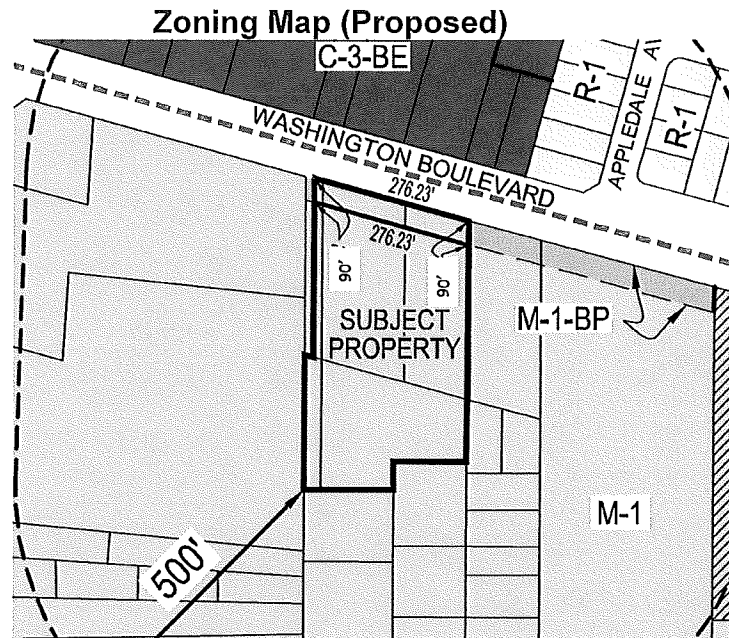 Zoning Map (Proposed)
C-3-BE
R-1
APPLEDALE AV
R-1
WASHINGTON BOULEVARD
276.23'
276.23'
90'
90'
SUBJECT
PROPERTY
M-1-BP
M-1
500'